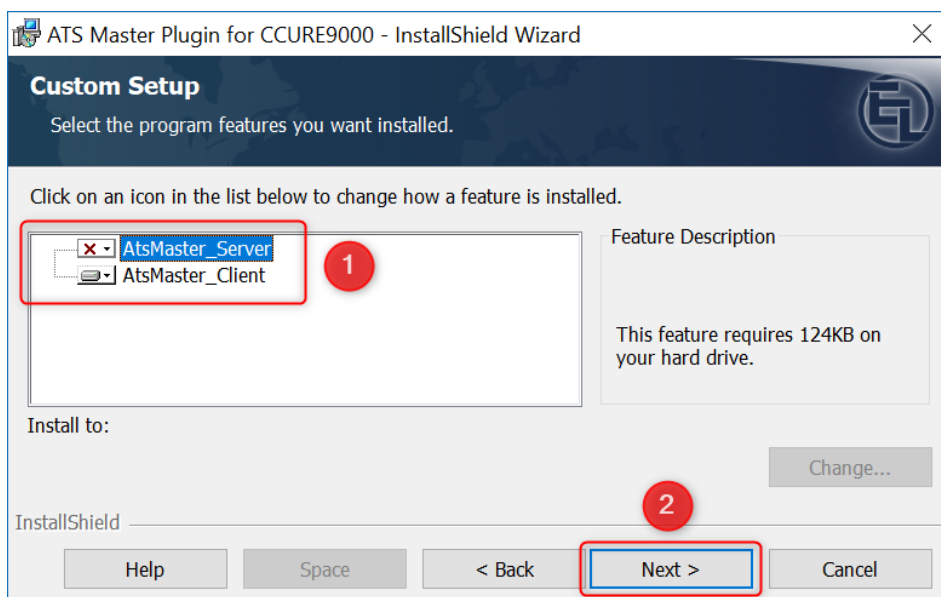 ATS Master Plugin for CCURE9000 - InstallShield Wizard
Custom Setup
Select the program features you want installed.
EL
Click on an icon in the list below to change how a feature is installed.
AtsMaster_Server
AtsMaster_Client
1
Feature Description
This feature requires 124KB on
your hard drive.
Install to:
Change...
2
InstallShield
Help
Space
< Back
Next >
Cancel